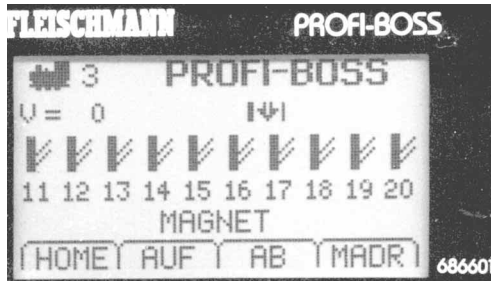 FLEISCHMANN PROFI-BOSS
3 PROFI-BOSS
V = 0
11 12 13 14 15 16 17 18 19 20
MAGNET
HOME AUF AB MADR
686601